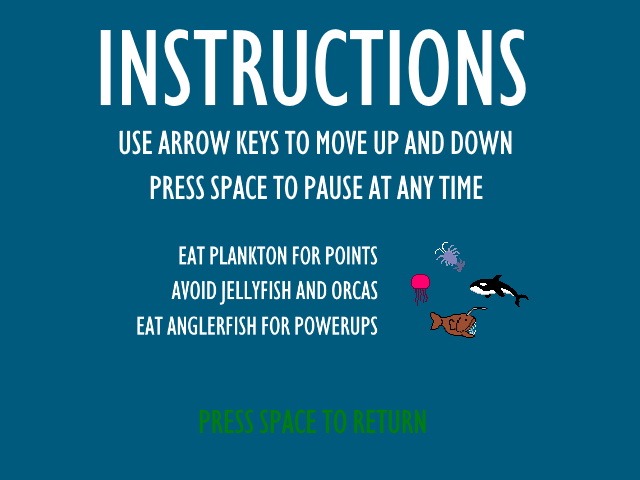 INSTRUCTIONS
USE ARROW KEYS TO MOVE UP AND DOWN
PRESS SPACE TO PAUSE AT ANY TIME
EAT PLANKTON FOR POINTS
AVOID JELLYFISH AND ORCAS
EAT ANGLERFISH FOR POWERUPS
PRESS SPACE TO RETURN